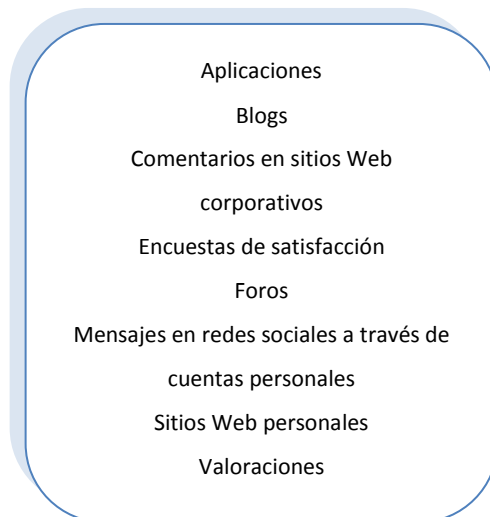 Aplicaciones
Blogs
Comentarios en sitios Web
corporativos
Encuestas de satisfacción
Foros
Mensajes en redes sociales a través de
cuentas personales
Sitios Web personales
Valoraciones